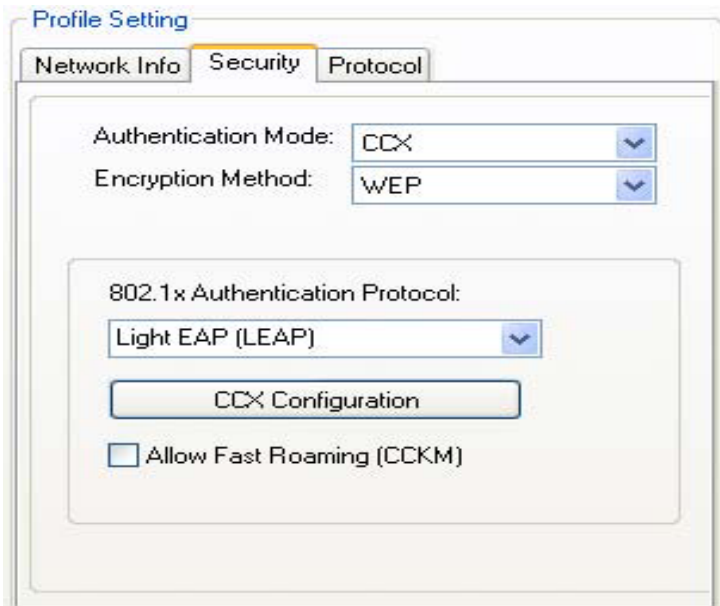 Profile Setting
Network Info Security Protocol
Authentication Mode: CCX
Encryption Method: WEP
802.1x Authentication Protocol:
Light EAP (LEAP)
CCX Configuration
Allow Fast Roaming (CCKM)